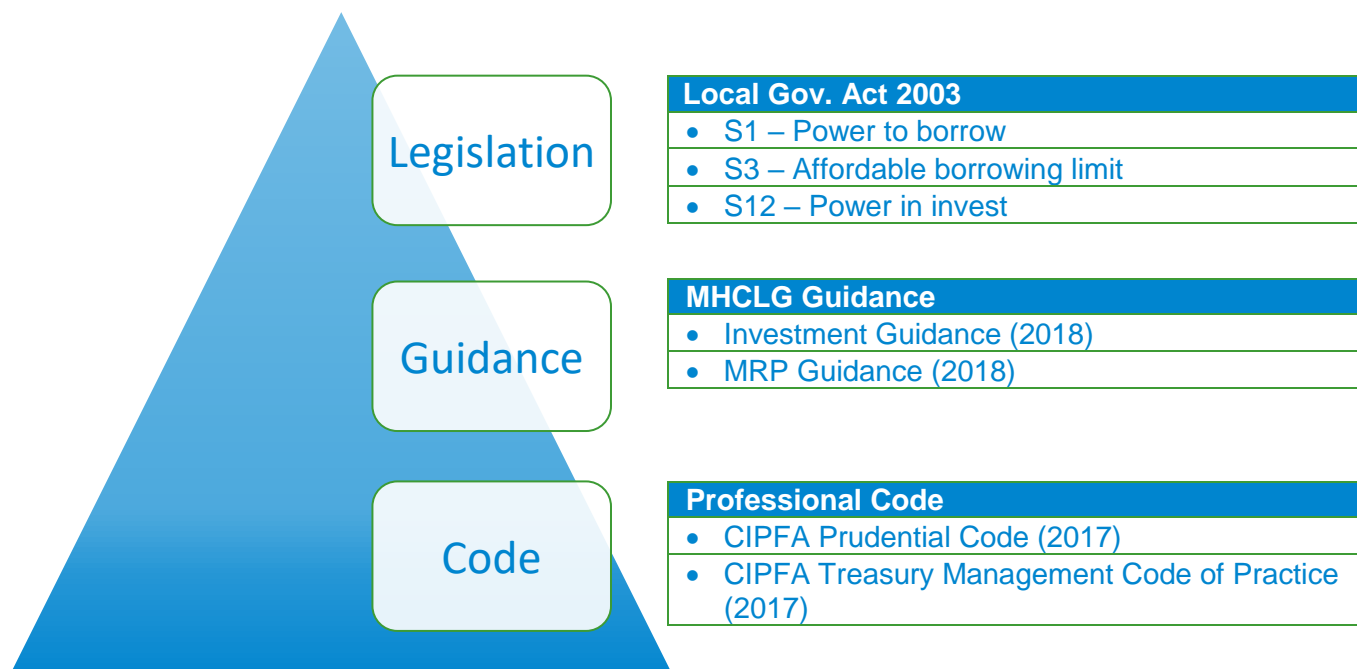 Legislation
Local Gov. Act 2003
• S1 – Power to borrow
• S3 – Affordable borrowing limit
• S12 – Power in invest
Guidance
MHCLG Guidance
• Investment Guidance (2018)
• MRP Guidance (2018)
Code
Professional Code
• CIPFA Prudential Code (2017)
• CIPFA Treasury Management Code of Practice
(2017)